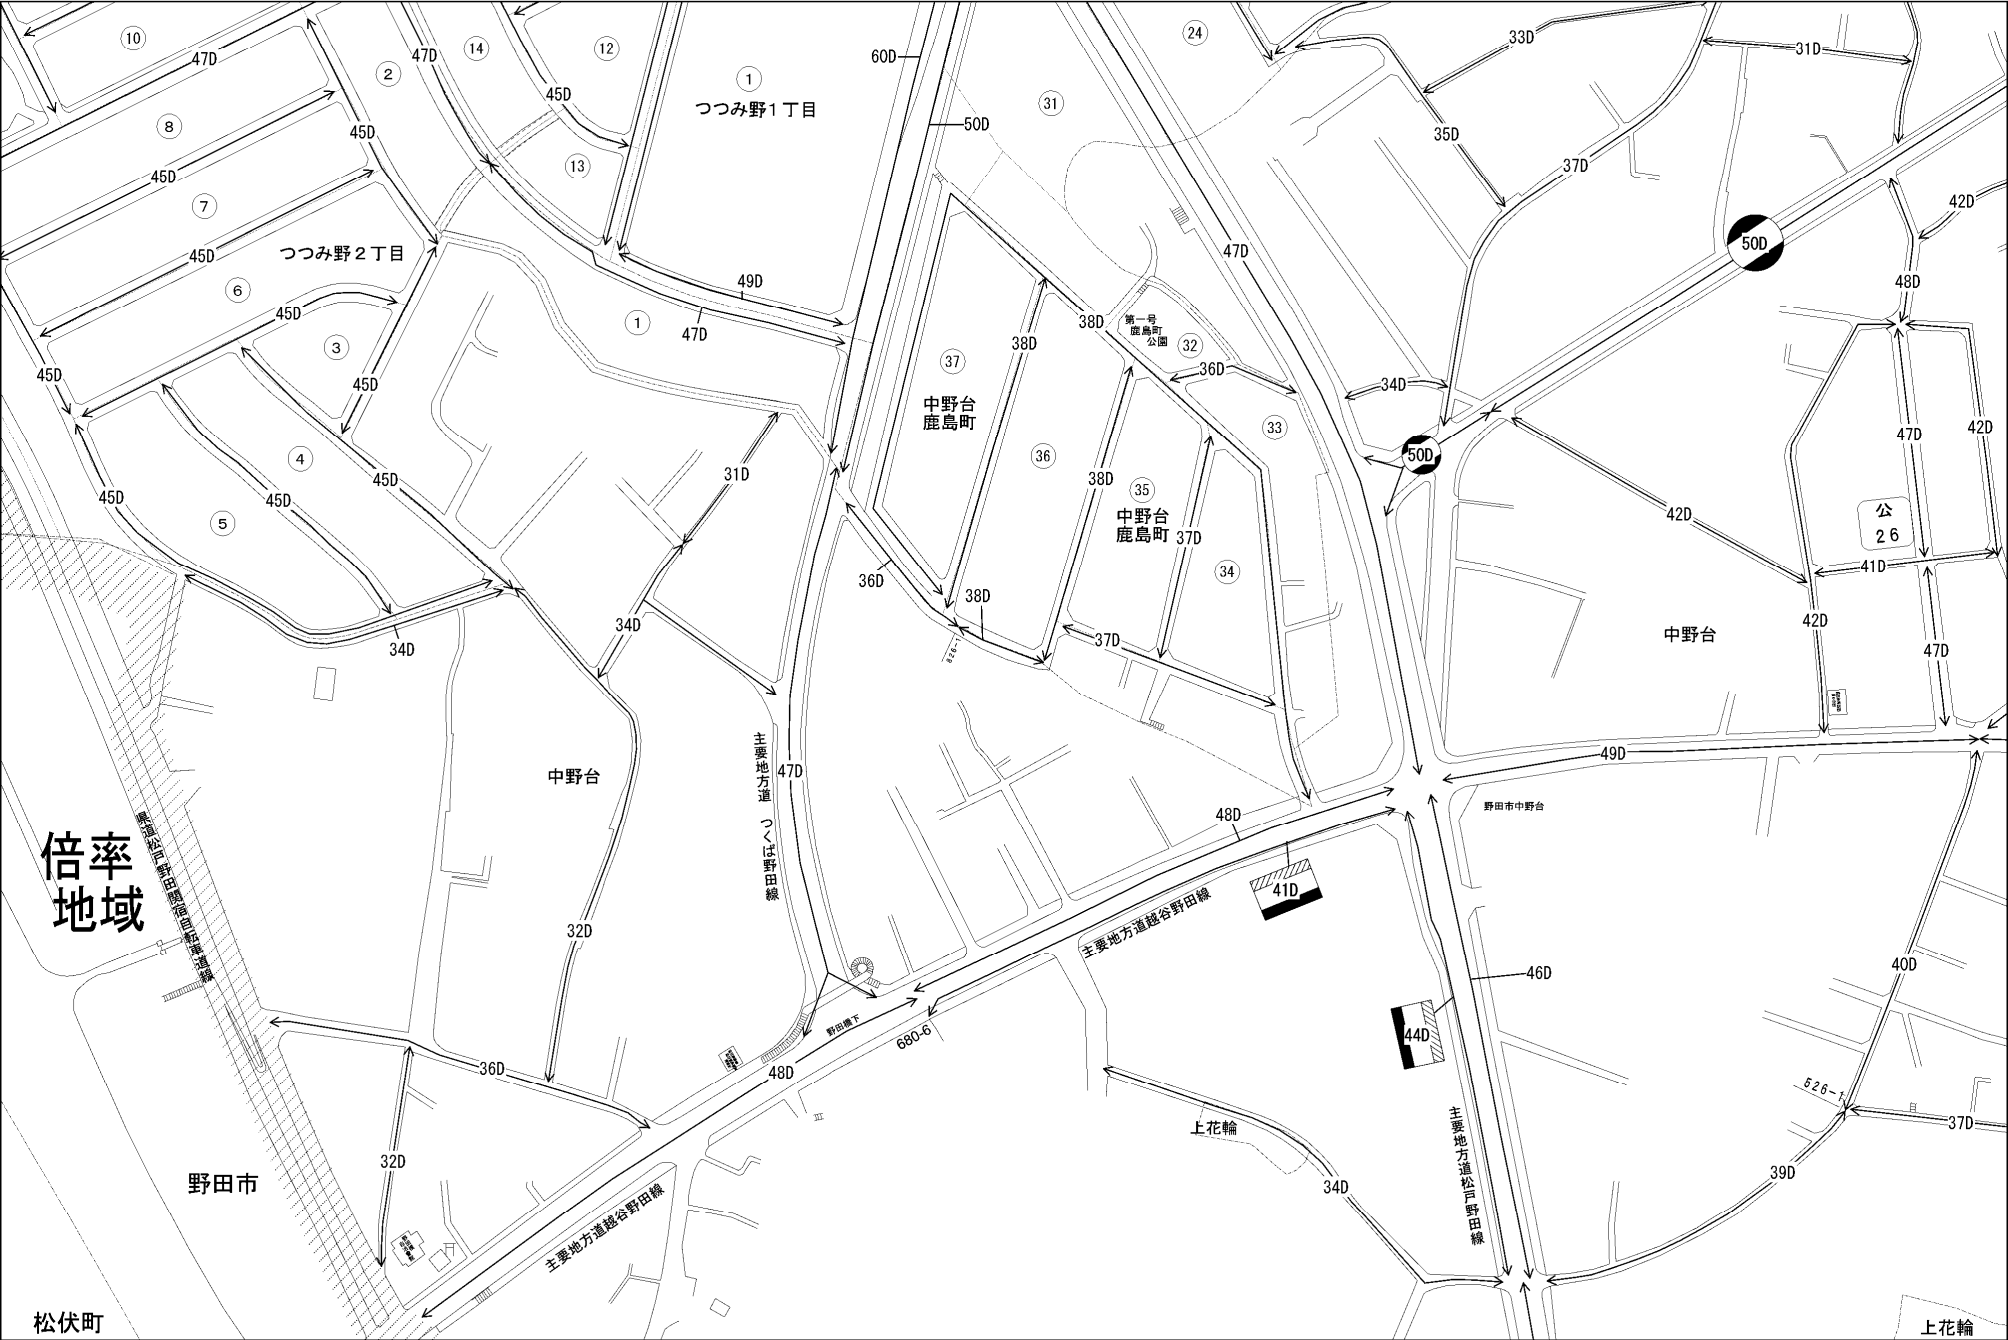 10
47D
14
12
24
33D
31D
2
47D
60D
1
つつみ野1丁目
45D
31
50D
8
45D
35D
13
37D
45D
7
45D
つつみ野2丁目
42D
50D
47D
6
49D
48D
45D
1
47D
38D
第一号
鹿島町
公園
32
3
38D
37
36D
45D
45D
34D
中野台
鹿島町
33
47D
42D
4
36
50D
31D
45D
38D
35
45D
45D
5
中野台
鹿島町
42D
公
26
37D
41D
36D
34
38D
34D
37D
42D
中野台
34D
826-1
47D
49D
主要地方道 つくば野田線
47D
中野台
野田市中野台
48D
倍率
地域
県道松戸野田関宿自転車道線
41D
主要地方道越谷野田線
32D
40D
46D
野田橋下
680-6
44D
36D
48D
526-1
37D
上花輪
主要地方道松戸野田線
32D
39D
34D
野田市
主要地方道越谷野田線
松伏町
上花輪